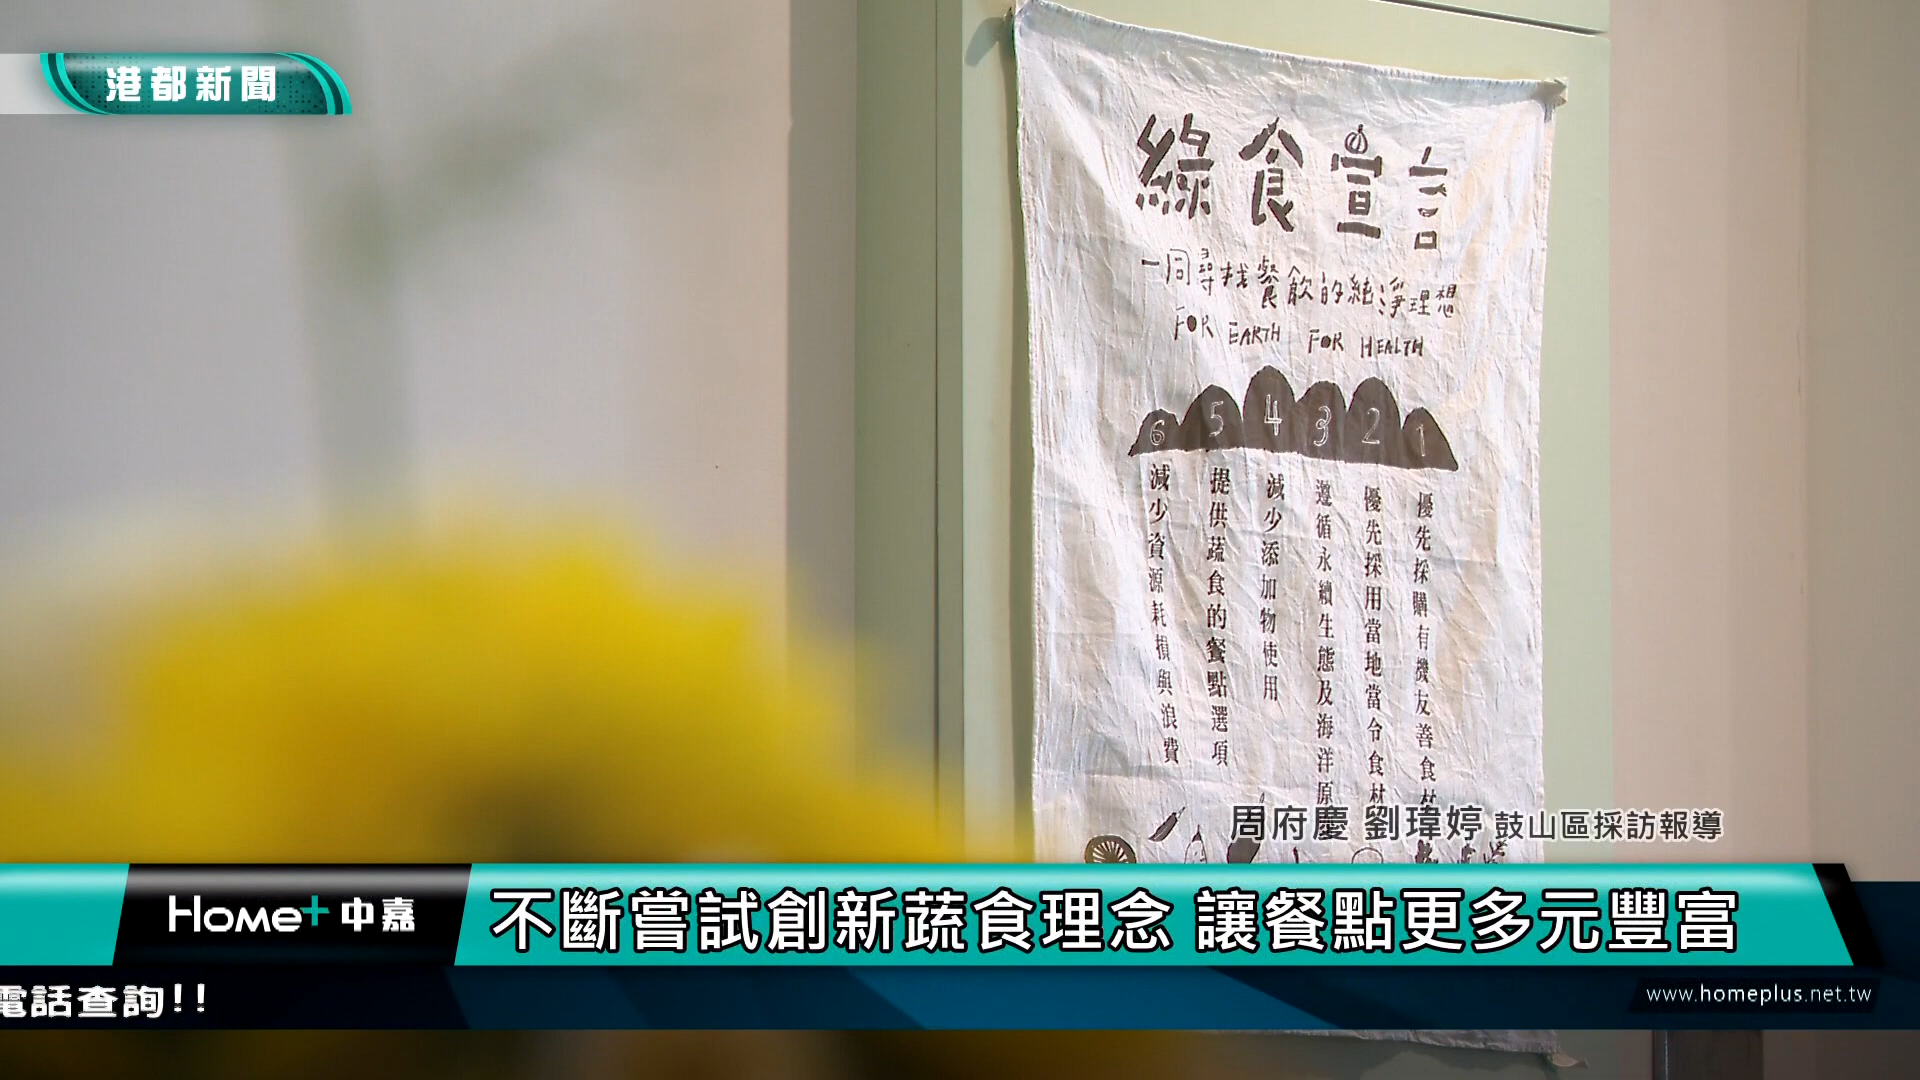 港都新聞
綠食宣言
一同尋找餐飲的純淨理想
FOR EARTH FOR HEALTH
6 5 4 3 2 1
優先採購有機友善食材
優先採用當地當令食材
遵循永續生態及海洋原
減少添加物使用
提供蔬食的餐點選項
減少資源耗損與浪費
周府慶 劉瑋婷 鼓山區採訪報導
Home+ 中嘉
不斷嘗試創新蔬食理念 讓餐點更多元豐富
電話查詢!!
www.homeplus.net.tw